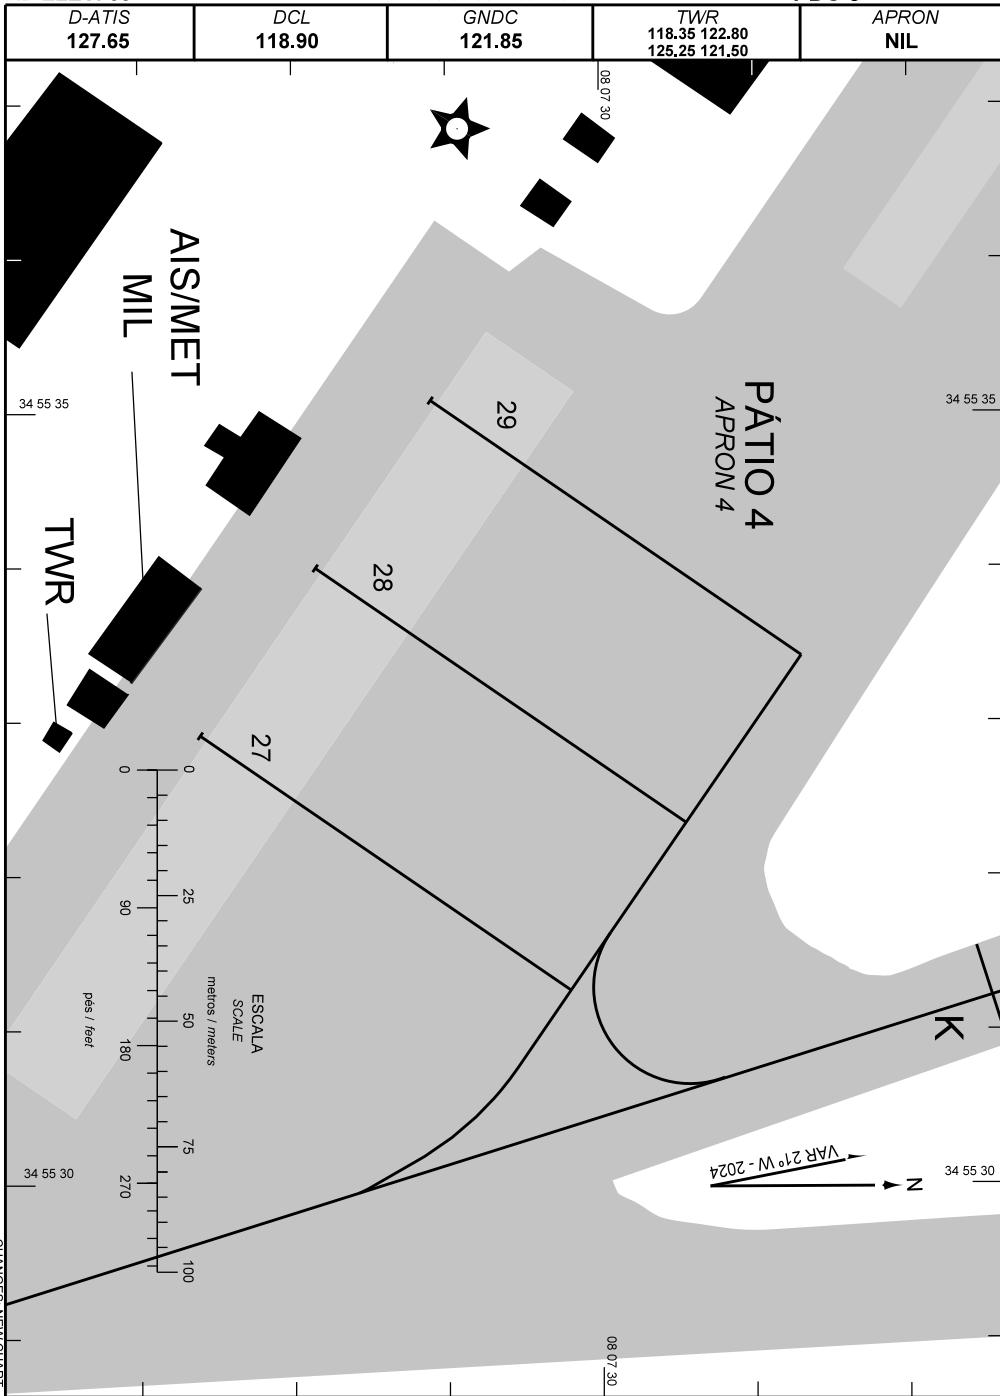 D-ATIS
127.65
DCL
118.90
GNDC
121.85
TWR
118.35 122.80
125.25 121.50
APRON
NIL
08 07 30
AIS/MET
MIL
34 55 35
34 55 35
PÁTIO 4
APRON 4
29
28
27
TWR
0
0
25
90
50
180
75
270
100
ESCALA
SCALE
metros / meters
pés / feet
K
VAR 21° W - 2024
N
34 55 30
34 55 30
08 07 30